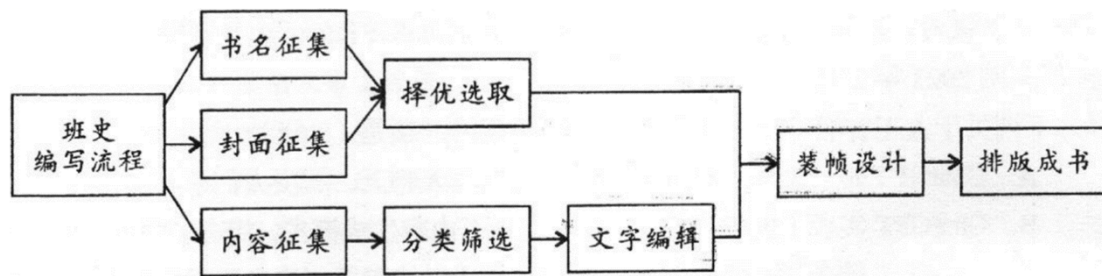 书名征集
择优选取
班史
编写流程
封面征集
装帧设计
排版成书
内容征集
分类筛选
文字编辑